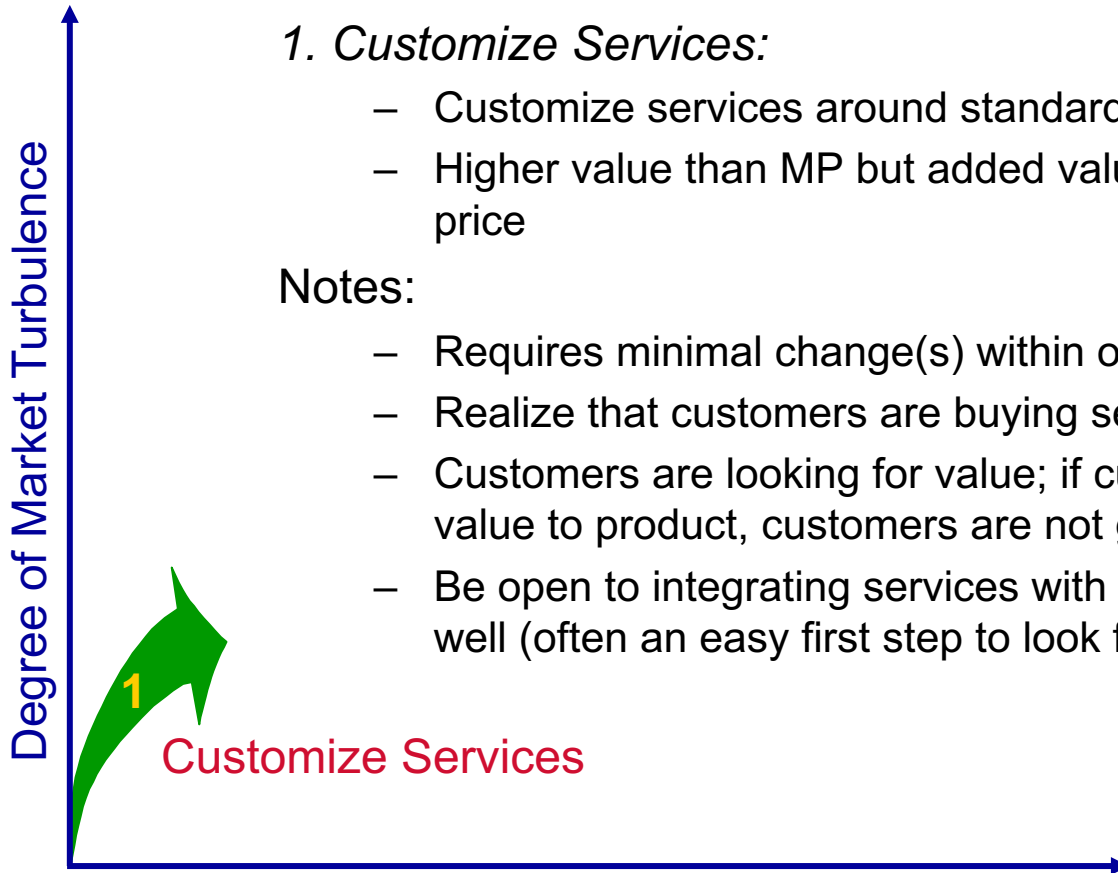 1. Customize Services:
– Customize services around
– Higher value than MP but added
price
Notes:
– Requires minimal change(s) within
– Realize that customers are buying
– Customers are looking for value; if
value to product, customers are not
– Be open to integrating services with
well (often an easy first step to look
Degree of Market Turbulence
1
Customize Services